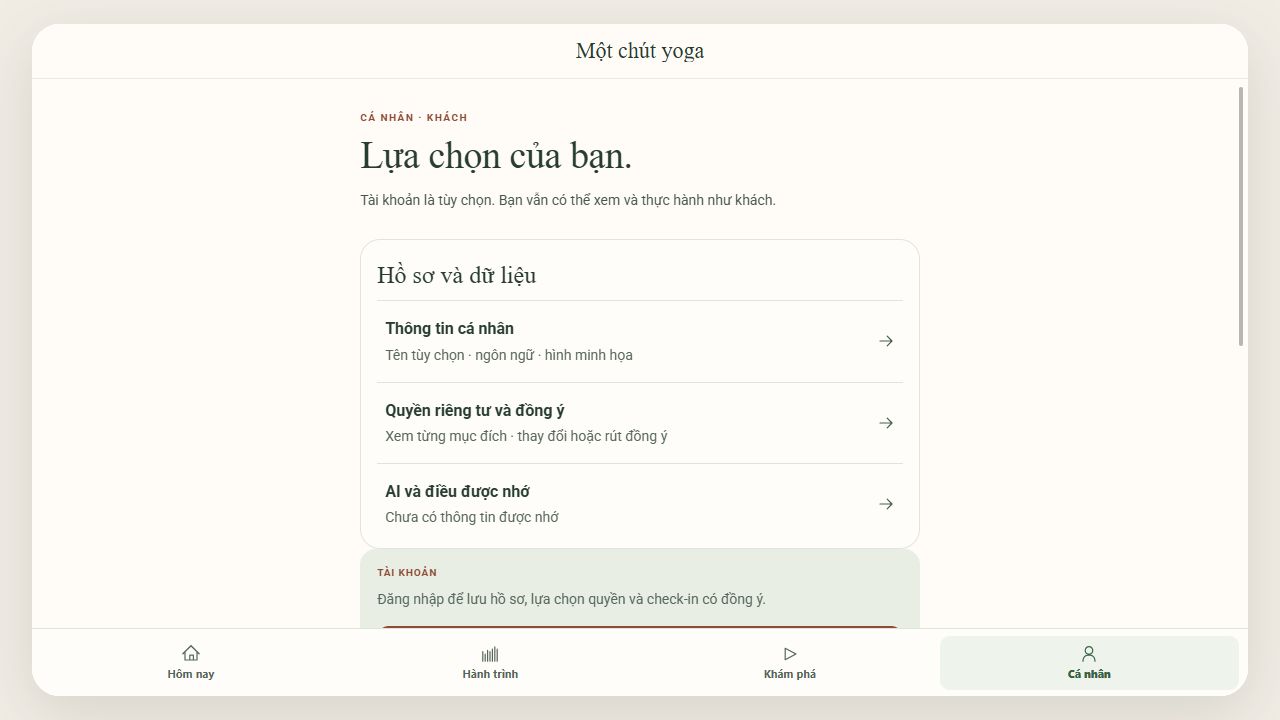 Một chút yoga
CÁ NHÂN · KHÁCH
Lựa chọn của bạn.
Tài khoản là tùy chọn. Bạn vẫn có thể xem và thực hành như khách.
Hồ sơ và dữ liệu
Thông tin cá nhân
Tên tùy chọn · ngôn ngữ · hình minh họa
Quyền riêng tư và đồng ý
Xem từng mục đích · thay đổi hoặc rút đồng ý
AI và điều được nhớ
Chưa có thông tin được nhớ
TÀI KHOẢN
Đăng nhập để lưu hồ sơ, lựa chọn quyền và check-in có đồng ý.
Hôm nay
Hành trình
Khám phá
Cá nhân